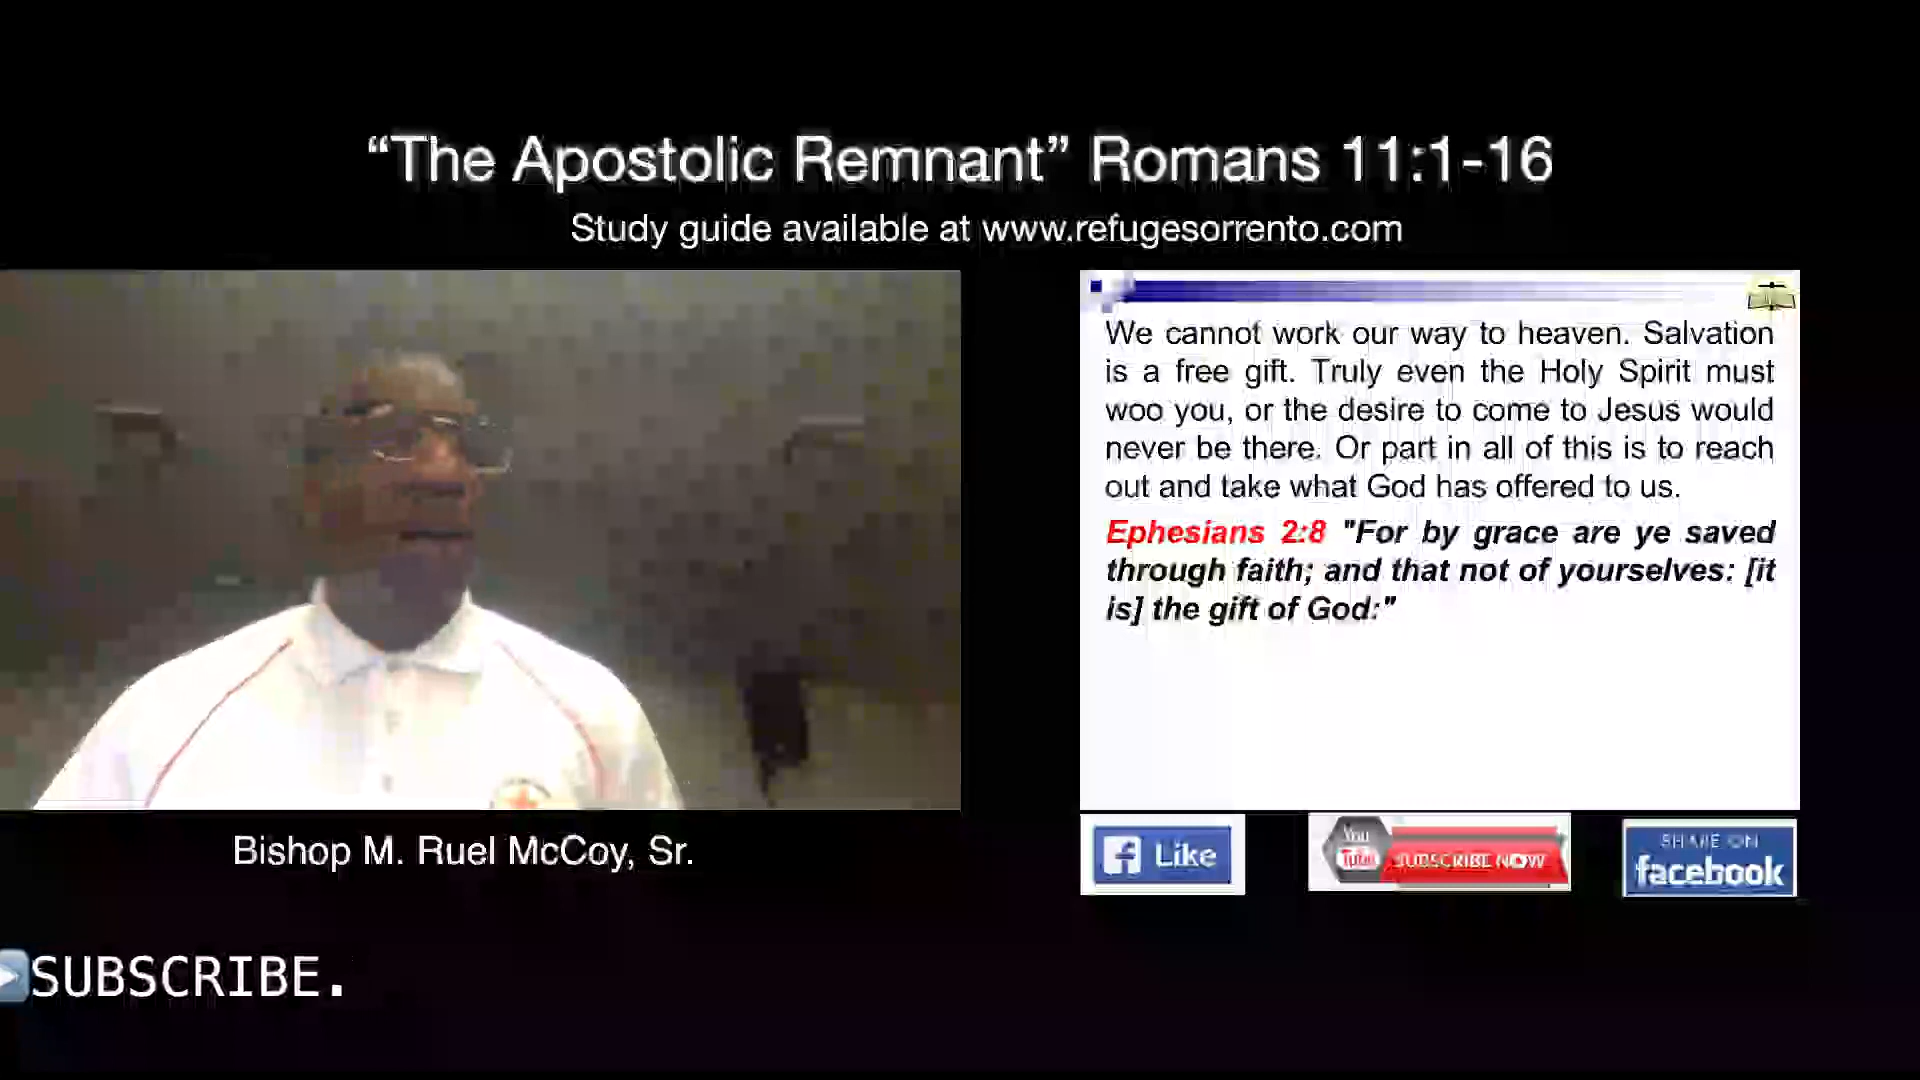 “The Apostolic Remnant” Romans 11:1-16
Study guide available at www.refugesorrento.com
We cannot work our way to heaven. Salvation
is a free gift. Truly even the Holy Spirit must
woo you, or the desire to come to Jesus would
never be there. Or part in all of this is to reach
out and take what God has offered to us.
Ephesians 2:8 "For by grace are ye saved
through faith; and that not of yourselves: [it
is] the gift of God:"
Bishop M. Ruel McCoy, Sr.
Like
You
Tube
SUBSCRIBE NOW
SHARE ON
facebook
SUBSCRIBE.